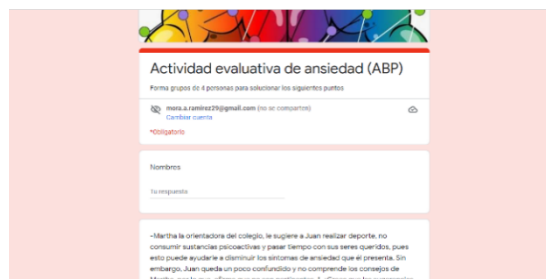 Actividad evaluativa de ansiedad (ABP)
Forma grupos de 4 personas para solucionar los siguientes puntos
mora.a.ramirez29@gmail.com (no se comparten)
Cambiar cuenta
*Obligatorio
Nombres
Tu respuesta
-Martha la orientadora del colegio, le sugiere a Juan realizar deporte, no
consumir sustancias psicoactivas y pasar tiempo con sus seres queridos, pues
esto puede ayudarle a disminuir los síntomas de ansiedad que él presenta. Sin
embargo, Juan queda un poco confundido y no comprende los consejos de